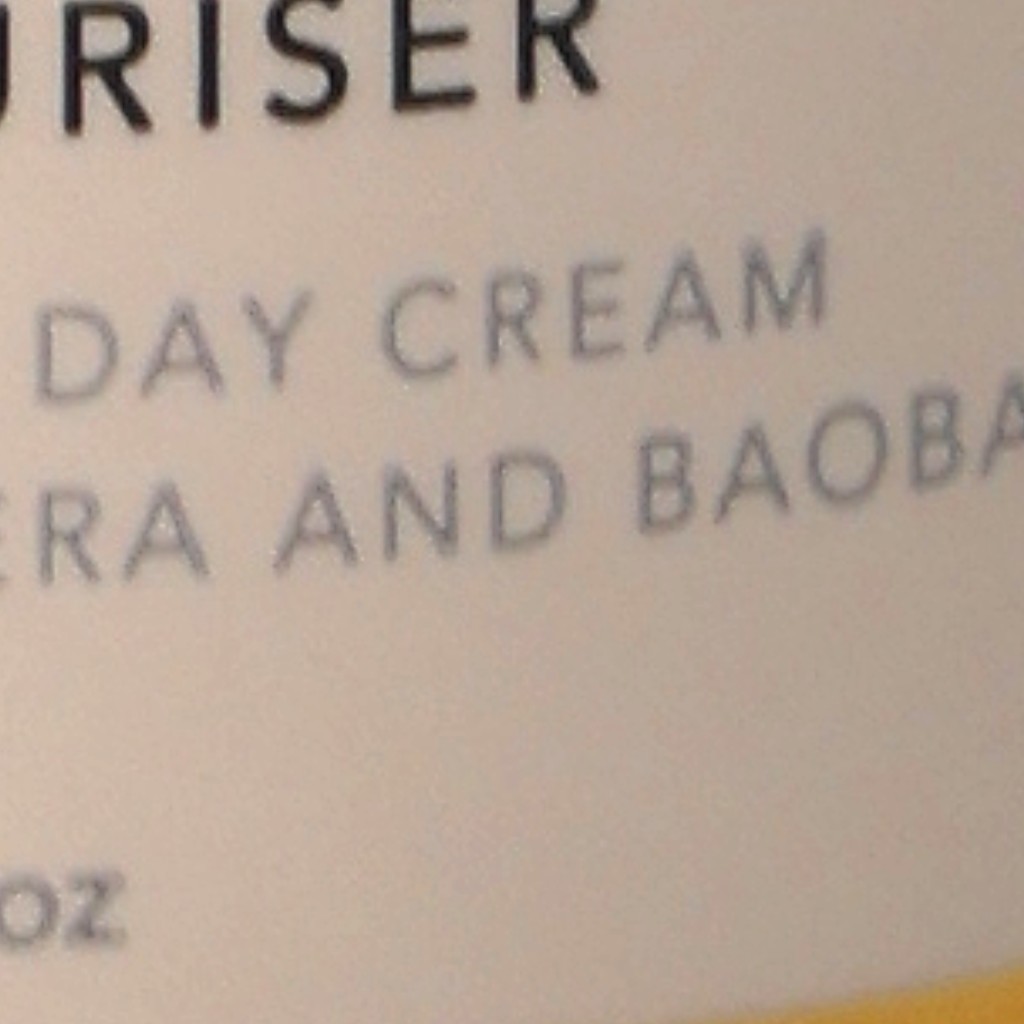 URISER
DAY CREAM
ERA AND BAOBA
oz